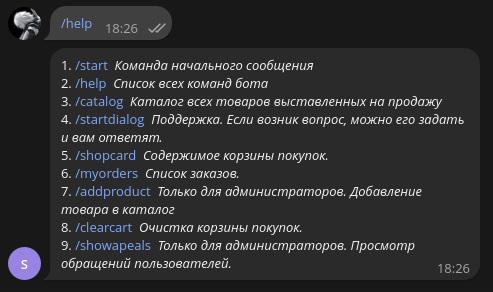 /help 18:26
1. /start Команда начального сообщения
2. /help Список всех команд бота
3. /catalog Каталог всех товаров выставленных на продажу
4. /startdialog Поддержка. Если возник вопрос, можно его задать
и вам ответят.
5. /shopcard Содержимое корзины покупок.
6. /myorders Список заказов.
7. /addproduct Только для администраторов. Добавление
товара в каталог
8. /clearcart Очистка корзины покупок.
9. /showapeals Только для администраторов. Просмотр
обращений пользователей.
S 18:26